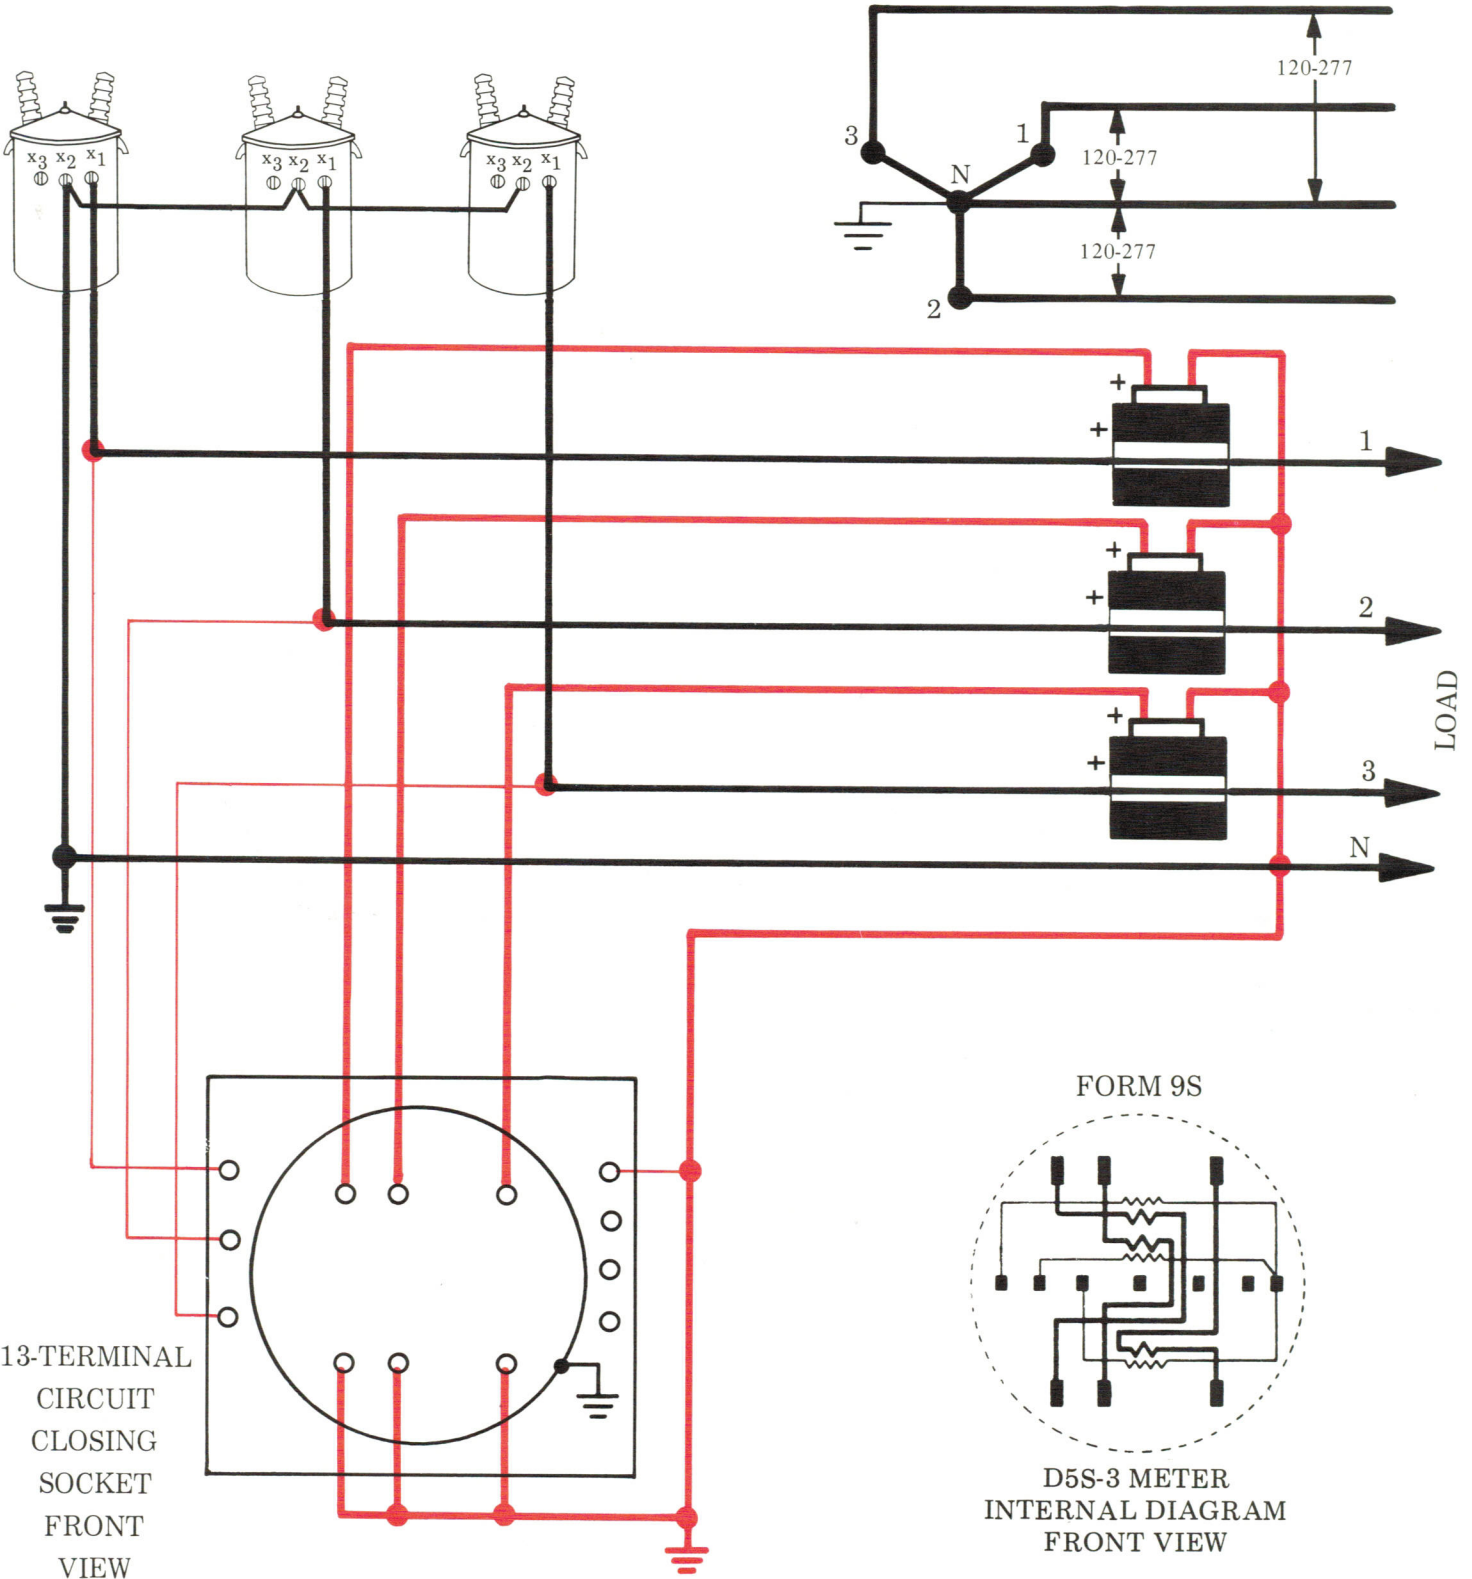 120-277
3
1
120-277
N
120-277
2
x3 x2 x1
x3 x2 x1
x3 x2 x1
+
+
1
+
+
2
+
+
3
LOAD
N
FORM 9S
13-TERMINAL
CIRCUIT
CLOSING
SOCKET
FRONT
VIEW
D5S-3 METER
INTERNAL DIAGRAM
FRONT VIEW